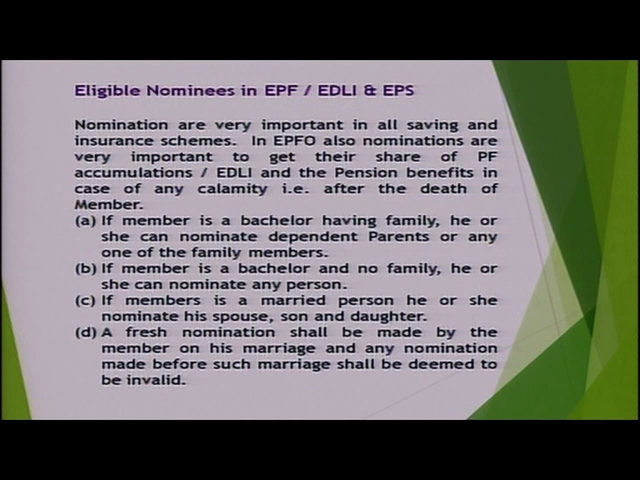 Eligible Nominees in EPF / EDLI & EPS
Nomination are very important in all saving and
insurance schemes. In EPFO also nominations are
very important to get their share of PF
accumulations / EDLI and the Pension benefits in
case of any calamity i.e. after the death of
Member.
(a) If member is a bachelor having family, he or
she can nominate dependent Parents or any
one of the family members.
(b) If member is a bachelor and no family, he or
she can nominate any person.
(c) If members is a married person he or she
nominate his spouse, son and daughter.
(d) A fresh nomination shall be made by the
member on his marriage and any nomination
made before such marriage shall be deemed to
be invalid.